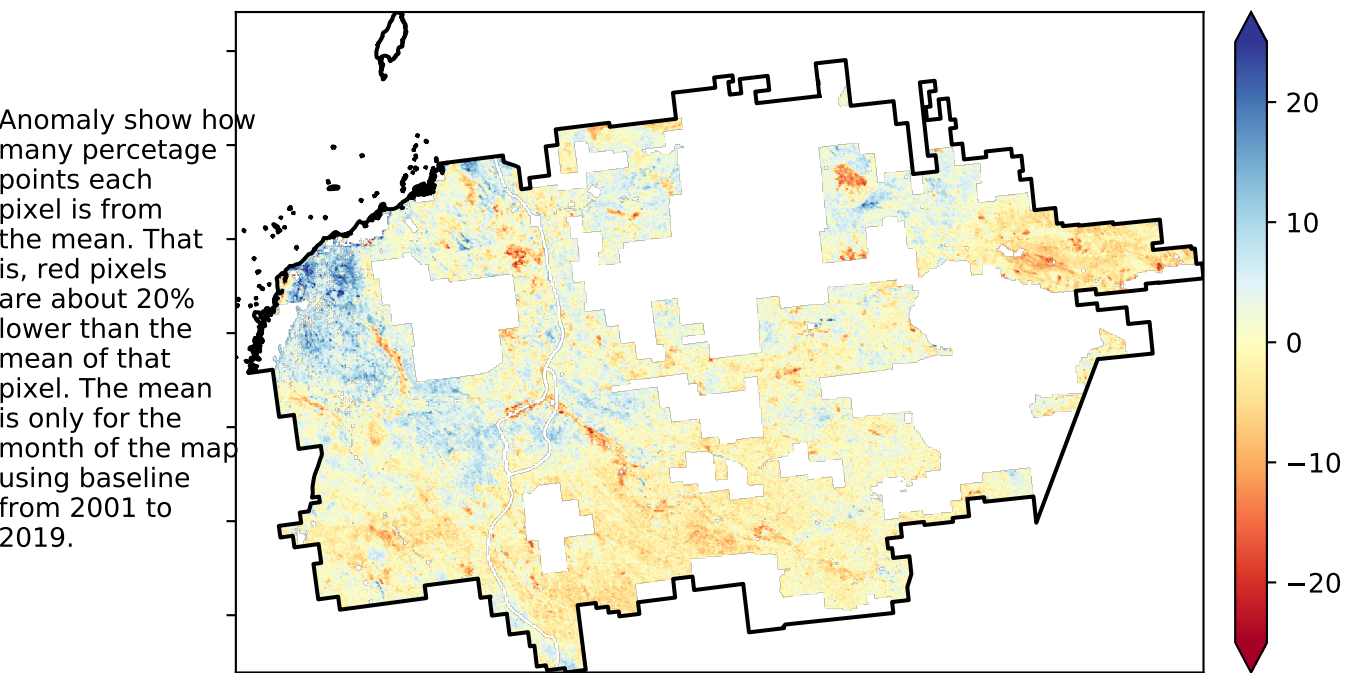 Anomaly show how
many percetage
points each
pixel is from
the mean. That
is, red pixels
are about 20%
lower than the
mean of that
pixel. The mean
is only for the
month of the map
using baseline
from 2001 to
2019.
20
10
0
−10
−20